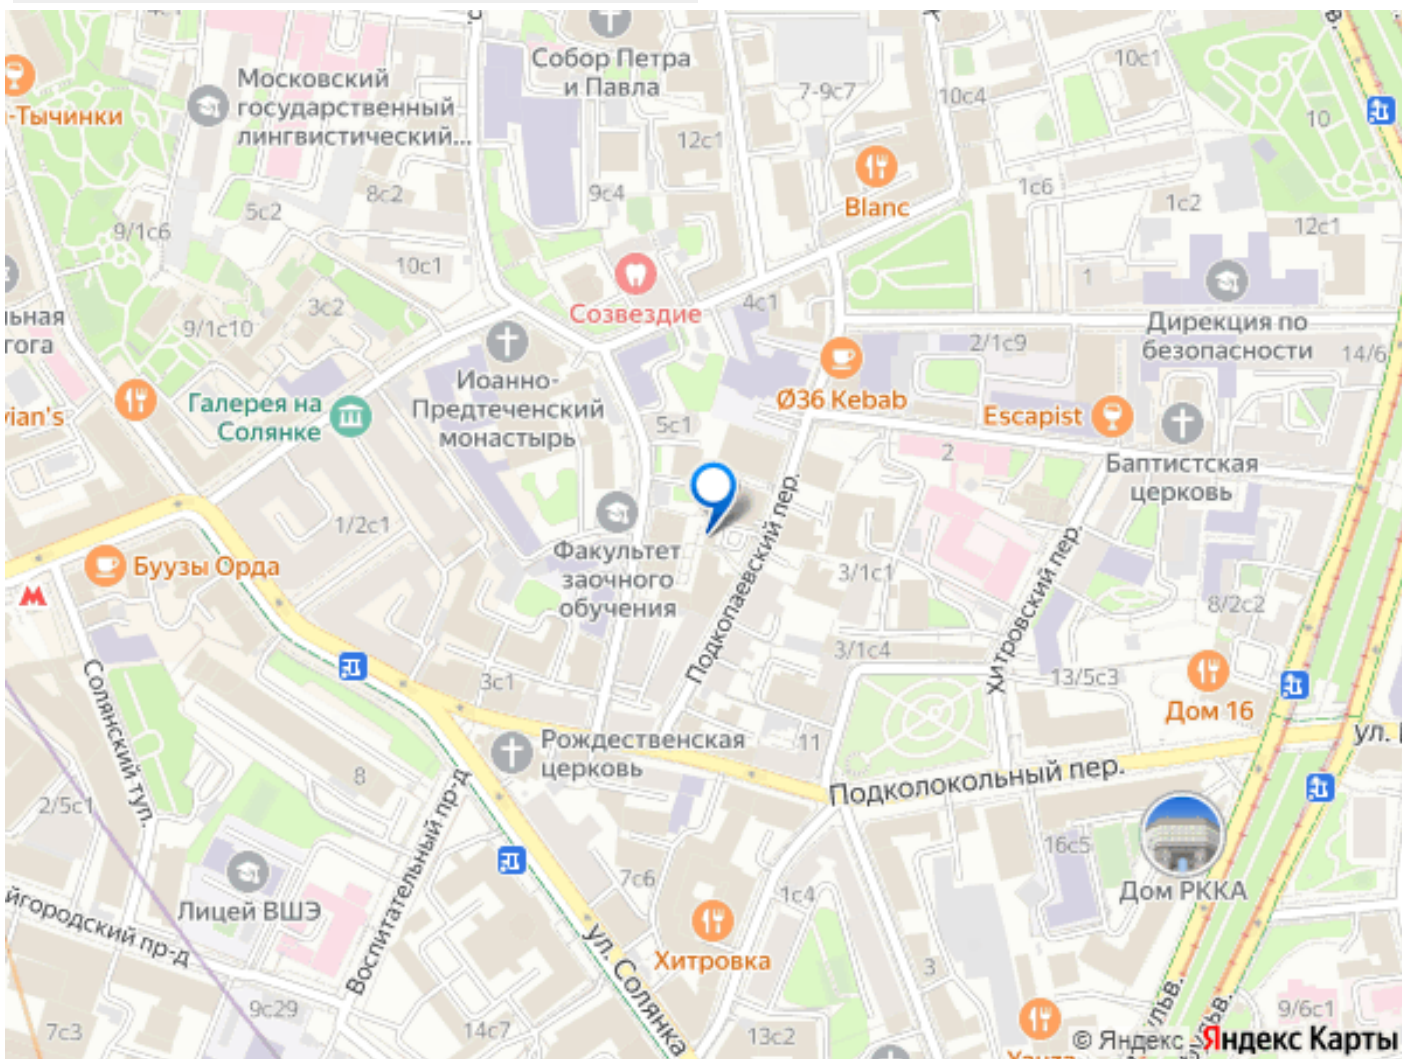 Собор Петра
и Павла
10с1
Московский
государственный
лингвистический...
7-9с7
10с4
10
-Тычинки
12с1
8с2
9с4
Blanc
1с6
1с2
5с2
9/1с6
12с1
10с1
1
3с2
Созвездие
4с1
льная
гога
9/1с10
Дирекция по
безопасности
2/1с9
14/6
Иоанно-
Предтеченский
монастырь
Ø36 Kebab
Галерея на
Солянке
vian's
Escapist
5с1
2
Баптистская
церковь
Подкопаевский пер.
1/2с1
Факультет
заочного
обучения
Буузы Орда
3/1с1
Хитровский пер.
8/2с2
3/1с4
13/5с3
3с1
Солянский туп.
Дом 16
11
Рождественская
церковь
ул.
8
Подколокольный пер.
2/5с1
Воспитательный пр-д
16с5
7с6
Дом РККА
1с4
Лицей ВШЭ
йгородский пр-д
ул. Солянка
Хитровка
3
9с29
7с3
14с7
13с2
9/6с1
© Яндекс Яндекс Карты